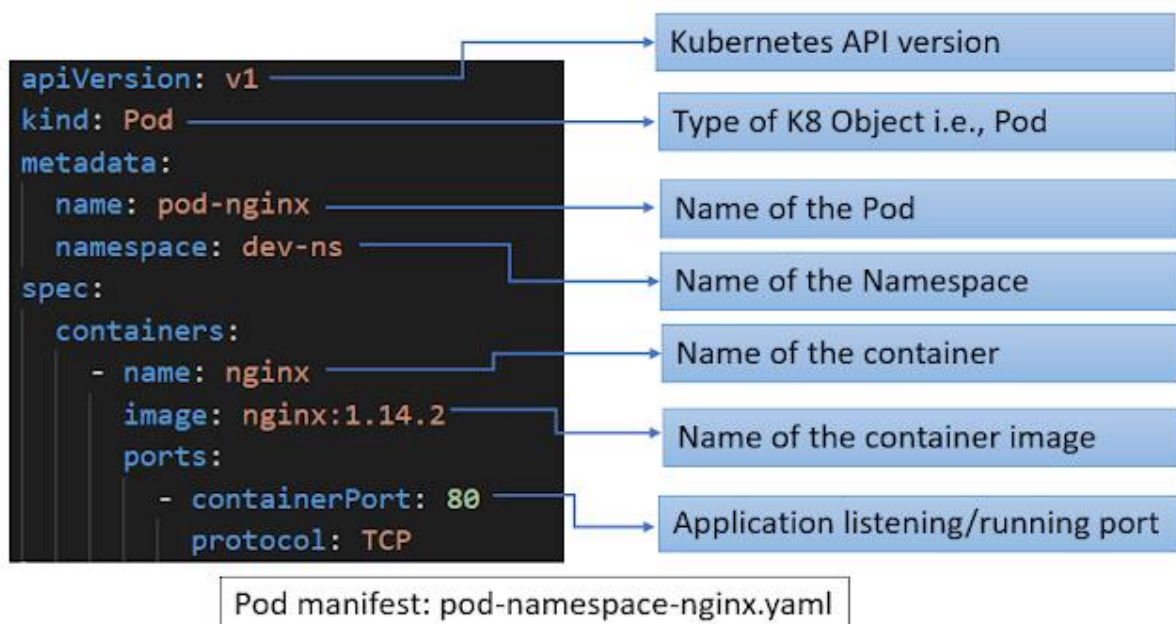 apiVersion: v1
kind: Pod
metadata:
name: pod-nginx
namespace: dev-ns
spec:
containers:
- name: nginx
image: nginx:1.14.2
ports:
- containerPort: 80
protocol: TCP
Kubernetes API version
Type of K8 Object i.e., Pod
Name of the Pod
Name of the Namespace
Name of the container
Name of the container image
Application listening/running port
Pod manifest: pod-namespace-nginx.yaml